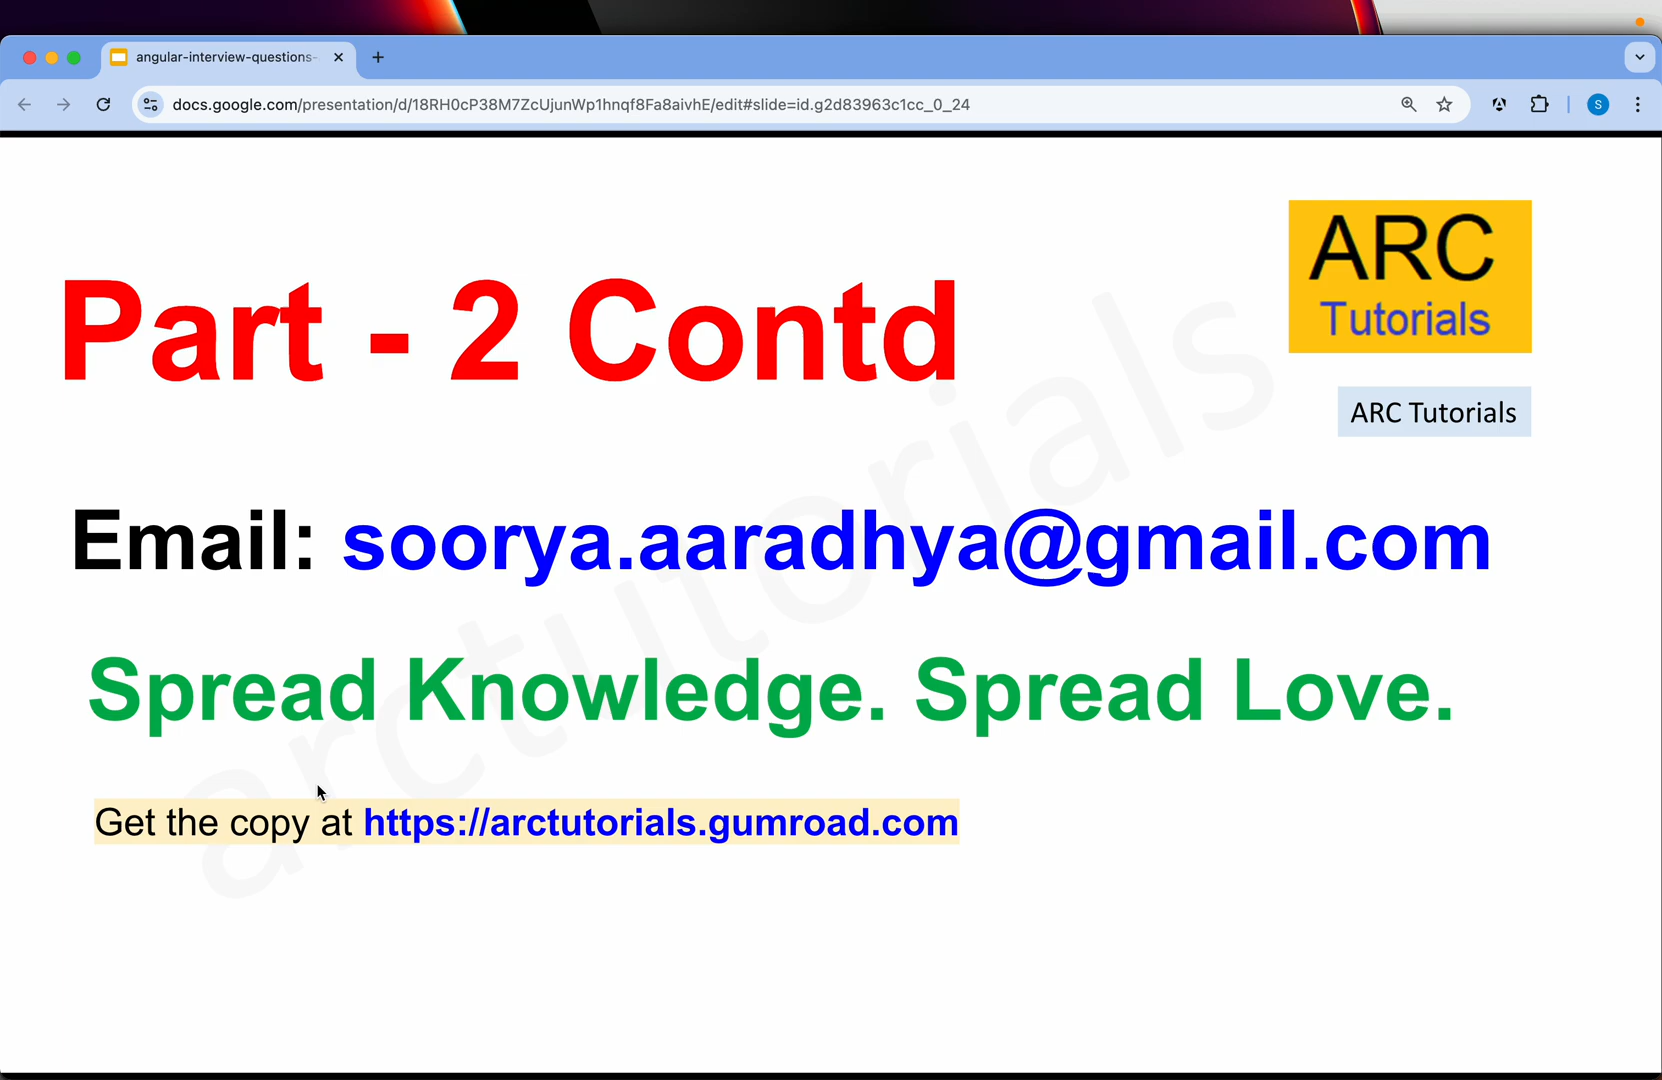 angular-interview-questions-
docs.google.com/presentation/d/18RH0cP38M7ZcUjunWp1hnqf8Fa8aivhE/edit#slide=id.g2d83963c1cc_0_24
S
ARC
Tutorials
Part - 2 Contd
ARC Tutorials
Email: soorya.aaradhya@gmail.com
Spread Knowledge. Spread Love.
Get the copy at https://arctutorials.gumroad.com
arctutorials